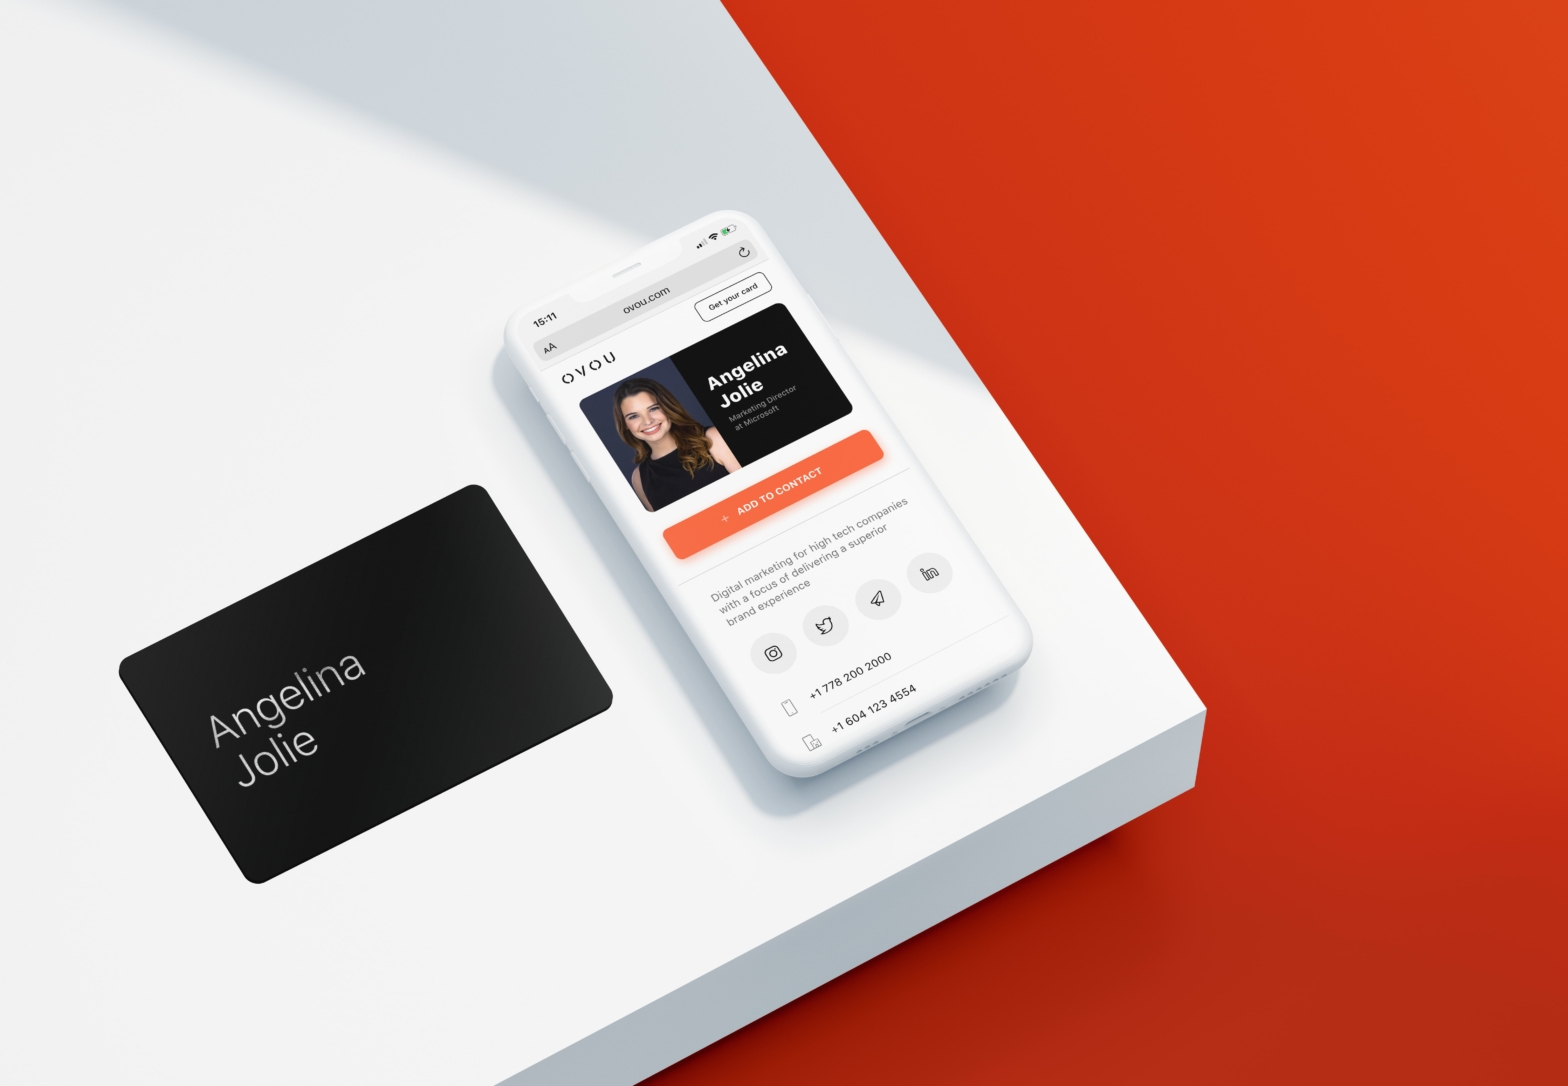 15:11
AA
ovou.com
OVOU
Get your card
Angelina
Jolie
Marketing Director
at Microsoft
+ ADD TO CONTACT
Digital marketing for high tech companies
with a focus of delivering a superior
brand experience
in
+1 778 200 2000
+1 604 123 4554
Angelina
Jolie